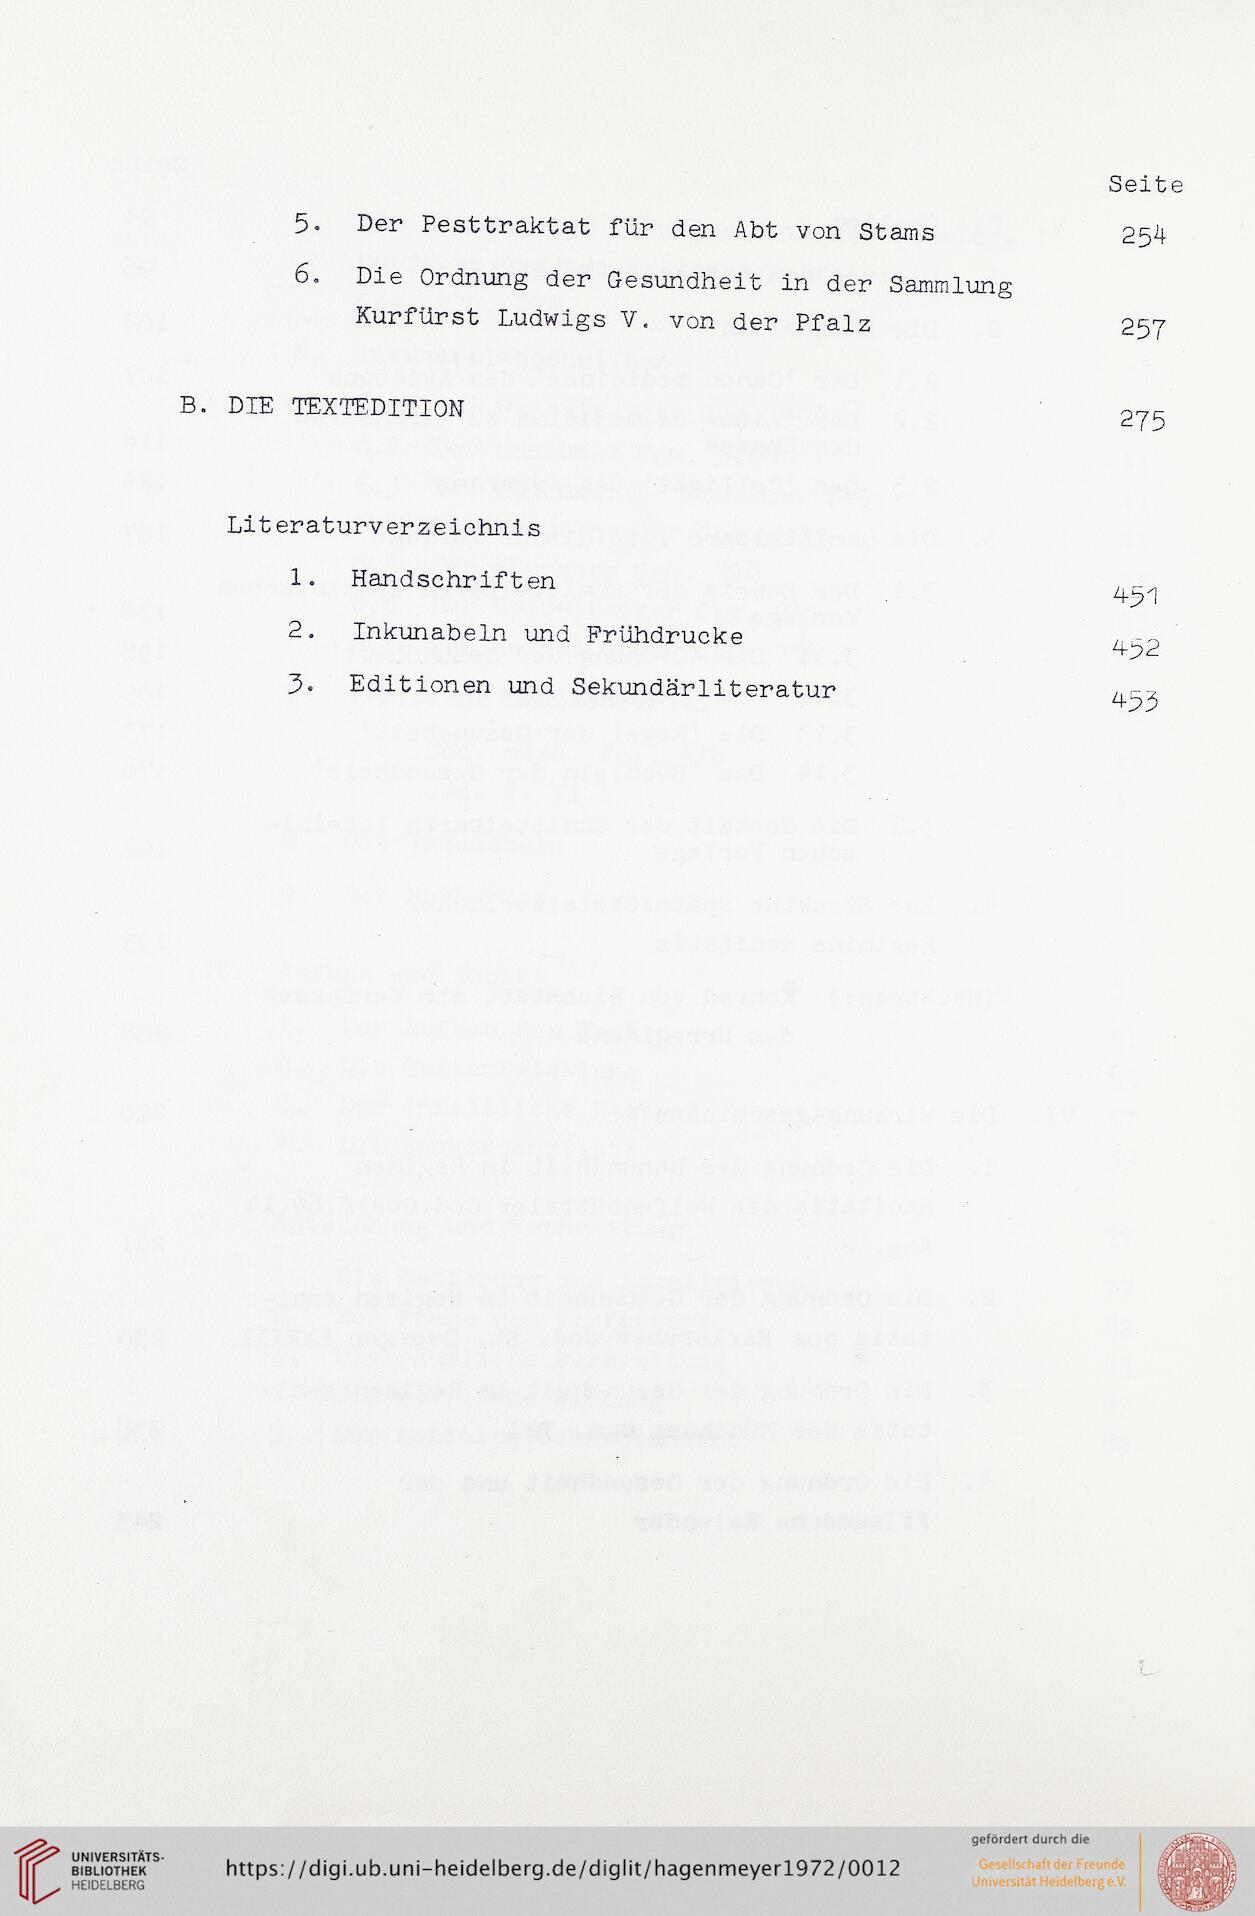 Seite
5. Der Pesttraktat für den Abt von Stams 254
6. Die Ordnung der Gesundheit in der Sammlung
Kurfürst Ludwigs V. von der Pfalz 257
B. DIE TEXTEDITION 275
Literaturverzeichnis
1. Handschriften 451
2. Inkunabeln und Frühdrucke 452
3. Editionen und Sekundärliteratur 453
UNIVERSITÄTS-
BIBLIOTHEK
HEIDELBERG
https://digi.ub.uni-heidelberg.de/diglit/hagenmeyer1972/0012
gefördert durch die
Gesellschaft der Freunde
Universität Heidelberg e.V.